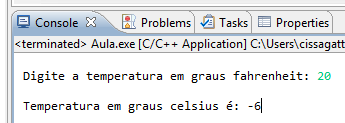 Console Problems Tasks Properties
<terminated> Aula.exe [C/C++ Application] C:\Users\cissagatt
Digite a temperatura em graus fahrenheit: 20
Temperatura em graus celsius é: -6